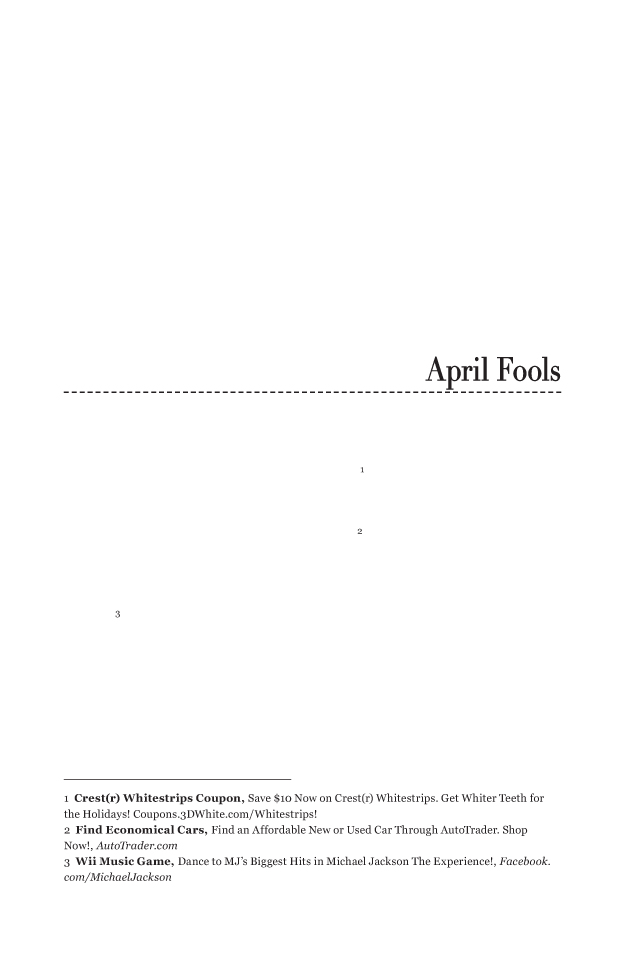 April Fools
1
2
3
1 Crest(r) Whitestrips Coupon, Save $10 Now on Crest(r) Whitestrips. Get Whiter Teeth for
the Holidays! Coupons.3DWhite.com/Whitestrips!
2 Find Economical Cars, Find an Affordable New or Used Car Through AutoTrader. Shop
Now!, AutoTrader.com
3 Wii Music Game, Dance to MJ’s Biggest Hits in Michael Jackson The Experience!, Facebook.
com/MichaelJackson